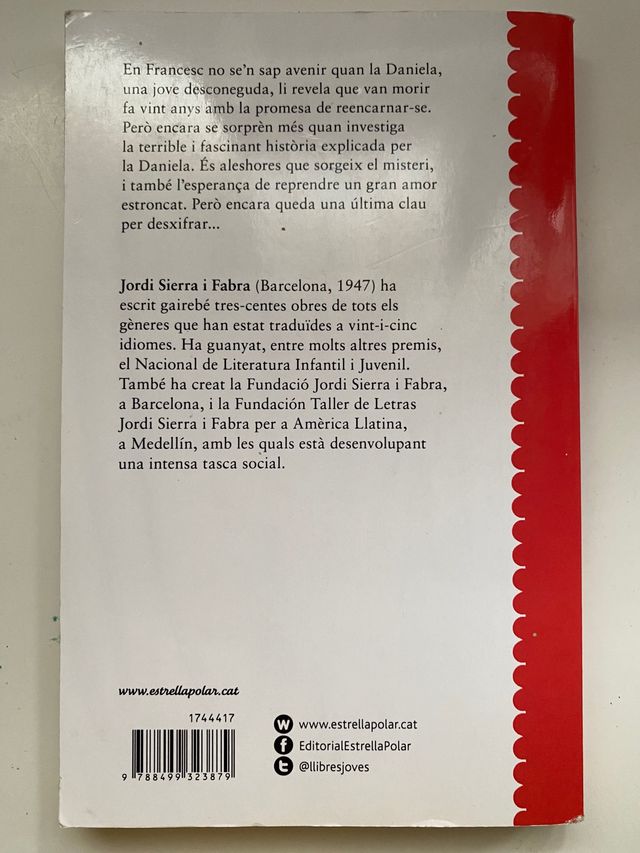 En Francesc no se'n sap avenir quan la Daniela,
una jove desconeguda, li revela que van morir
fa vint anys amb la promesa de reencarnar-se.
Però encara se sorprèn més quan investiga
la terrible i fascinant història explicada per
la Daniela. És aleshores que sorgeix el misteri,
i també l'esperança de reprendre un gran amor
estroncat. Però encara queda una última clau
per desxifrar...
Jordi Sierra i Fabra (Barcelona, 1947) ha
escrit gairebé tres-centes obres de tots els
gèneres que han estat traduïdes a vint-i-cinc
idiomes. Ha guanyat, entre molts altres premis,
el Nacional de Literatura Infantil i Juvenil.
També ha creat la Fundació Jordi Sierra i Fabra,
a Barcelona, i la Fundación Taller de Letras
Jordi Sierra i Fabra per a Amèrica Llatina,
a Medellín, amb les quals està desenvolupant
una intensa tasca social.
www.estrellapolar.cat
1744417
9 788499 323879
W www.estrellapolar.cat
f EditorialEstrellaPolar
t @llibresjoves